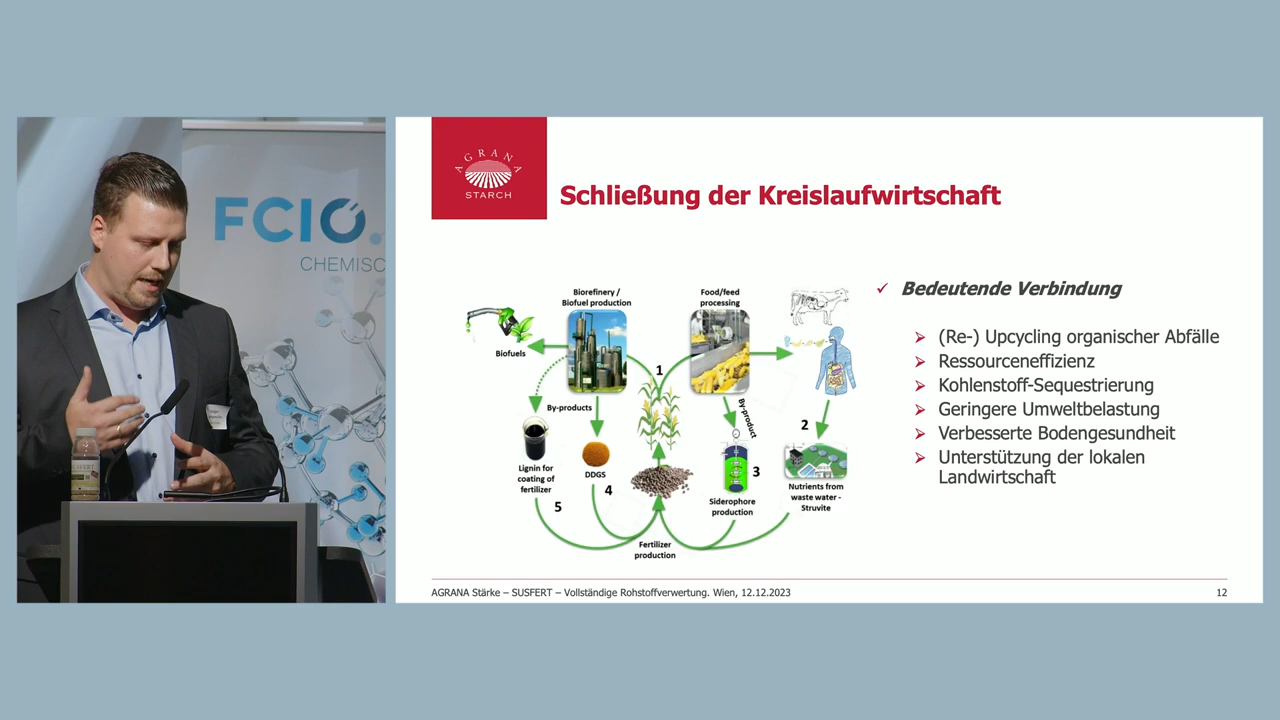 FCIO.
CHEMISC
AGRANA
STARCH
Schließung der Kreislaufwirtschaft
Biorefinery /
Biofuel production
Food/feed
processing
Biofuels
1
By-products
By-product
2
Lignin for
coating of
fertilizer
DDGS
3
4
5
Siderophore
production
Nutrients from
waste water -
Struvite
Fertilizer
production
✓ Bedeutende Verbindung
➢ (Re-) Upcycling organischer Abfälle
➢ Ressourceneffizienz
➢ Kohlenstoff-Sequestrierung
➢ Geringere Umweltbelastung
➢ Verbesserte Bodengesundheit
➢ Unterstützung der lokalen
Landwirtschaft
AGRANA Stärke – SUSFERT – Vollständige Rohstoffverwertung. Wien, 12.12.2023
12